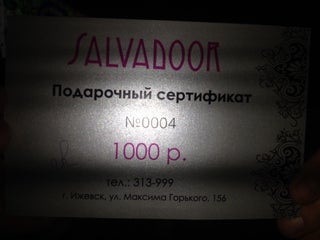 SALVADOOR
Подарочный сертификат
№0004
1000 р.
тел.: 313-999
г. Ижевск, ул. Максима Горького, 156